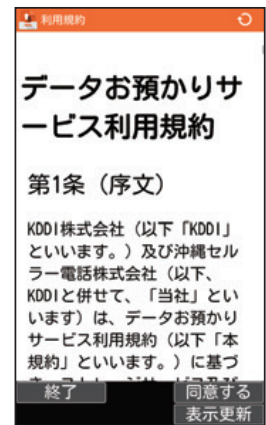 利用規約
データお預かりサ
ービス利用規約
第1条（序文）
KDDI株式会社（以下「KDDI」
といいます。）及び沖縄セル
ラー電話株式会社（以下、
KDDIと併せて、「当社」とい
います）は、データお預かり
サービス利用規約（以下「本
規約」といいます。）に基づ
終了
同意する
表示更新